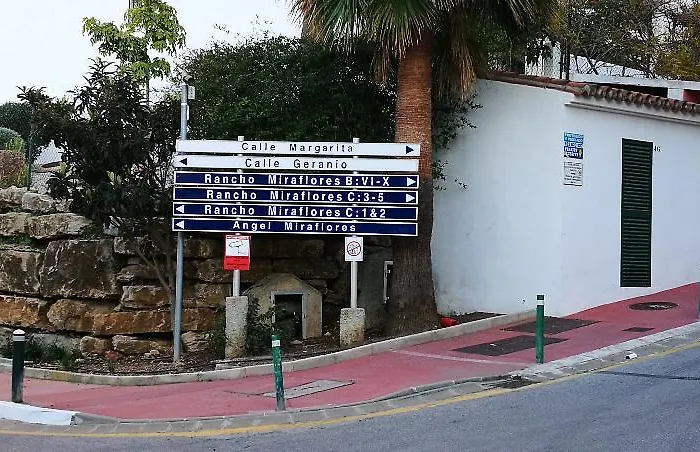 Calle Margarita
Calle Geranio
Rancho Miraflores B:VI-X
Rancho Miraflores C:3-5
Rancho Miraflores C:1&2
Angel Miraflores